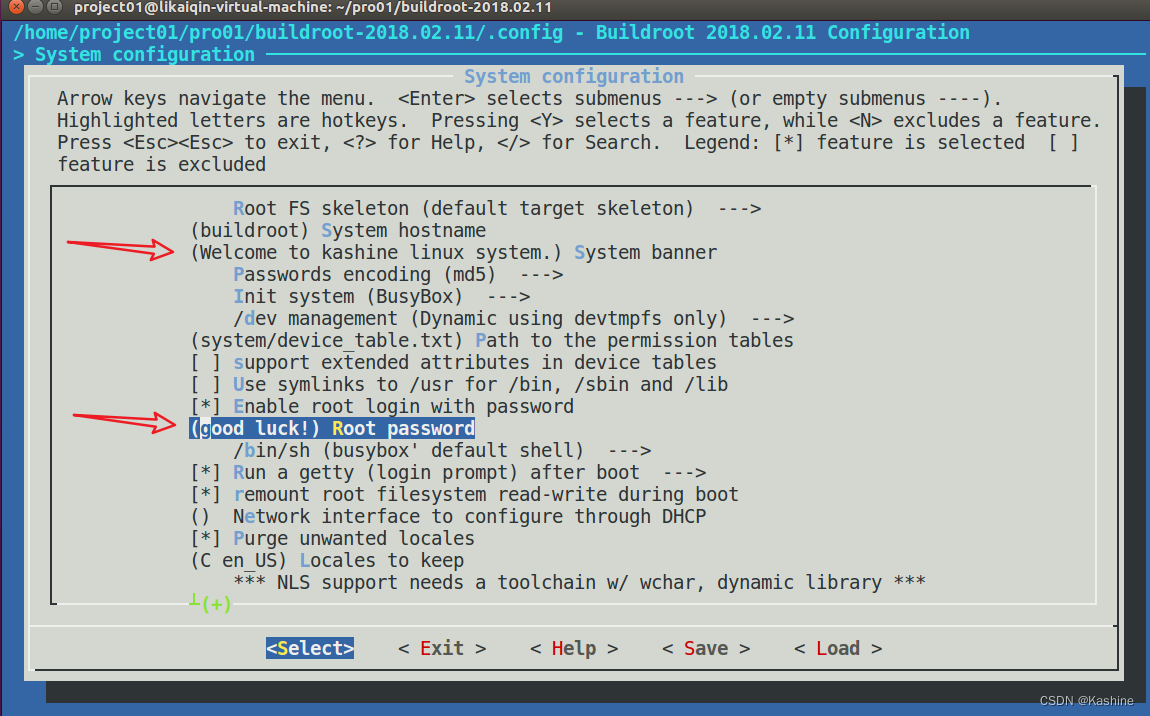 project01@likaiqin-virtual-machine: ~/pro01/buildroot-2018.02.11
/home/project01/pro01/buildroot-2018.02.11/.config - Buildroot 2018.02.11 Configuration
> System configuration
System configuration
Arrow keys navigate the menu.  <Enter> selects submenus ---> (or empty submenus ----).
Highlighted letters are hotkeys.  Pressing <Y> selects a feature, while <N> excludes a feature.
Press <Esc><Esc> to exit, <?> for Help, </> for Search.  Legend: [*] feature is selected  [ ]
feature is excluded
Root FS skeleton (default target skeleton)  --->
(buildroot) System hostname
(Welcome to kashine linux system.) System banner
Passwords encoding (md5)  --->
Init system (BusyBox)  --->
/dev management (Dynamic using devtmpfs only)  --->
(system/device_table.txt) Path to the permission tables
[ ] support extended attributes in device tables
[ ] Use symlinks to /usr for /bin, /sbin and /lib
[*] Enable root login with password
(good luck!) Root password
/bin/sh (busybox' default shell)  --->
[*] Run a getty (login prompt) after boot  --->
[*] remount root filesystem read-write during boot
()  Network interface to configure through DHCP
[*] Purge unwanted locales
(C en_US) Locales to keep
*** NLS support needs a toolchain w/ wchar, dynamic library ***
┴(+)
<Select>    < Exit >    < Help >    < Save >    < Load >
CSDN @Kashine